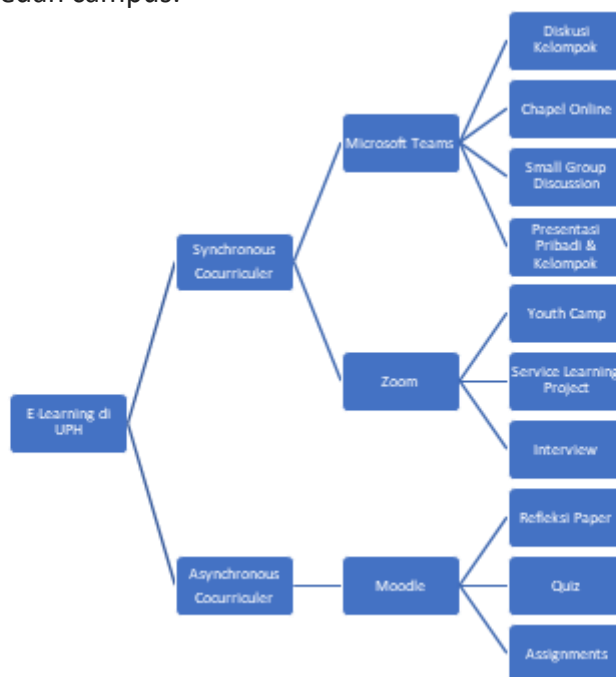 campus.
Diskusi
Kelompok
Chapel Online
Microsoft Teams
Small Group
Discussion
Presentasi
Pribadi &
Kelompok
Synchronous
Cocurriculer
Youth Camp
Zoom
Service Learning
Project
Interview
E-Learning di
UPH
Refleksi Paper
Asynchronous
Cocurriculer
Moodle
Quiz
Assignments